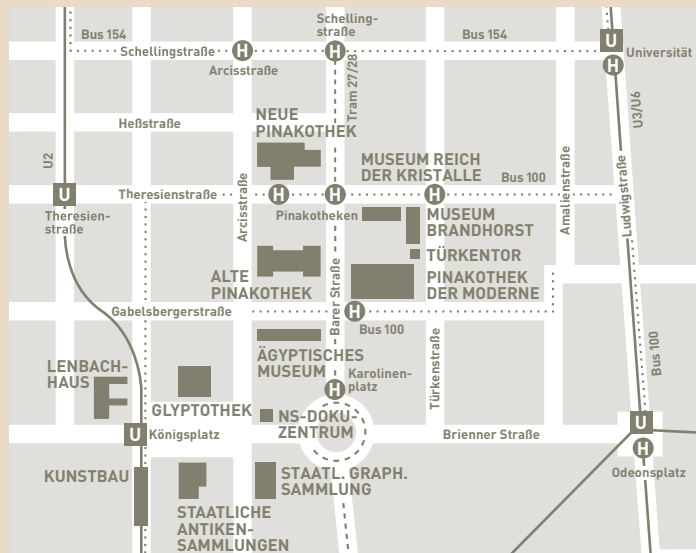 Schelling-
straße
Bus 154
Bus 154
H
H
U
Schellingstraße
Universität
H
Arcisstraße
Tram 27/28
U3/U6
NEUE
PINAKOTHEK
Heßstraße
U2
MUSEUM REICH
DER KRISTALLE
Bus 100
Amalienstraße
Ludwigstraße
U
Theresienstraße
H
H
H
Theresien-
straße
Arcisstraße
Pinakotheken
MUSEUM
BRANDHORST
TÜRKENTOR
ALTE
PINAKOTHEK
PINAKOTHEK
DER MODERNE
Barer Straße
Gabelsbergerstraße
H
Bus 100
Türkenstraße
Bus 100
ÄGYPTISCHES
MUSEUM
LENBACH-
HAUS
Karolinen-
platz
H
GLYPTOTHEK
NS-DOKU-
ZENTRUM
U
Königsplatz
Brienner Straße
U
H
Odeonsplatz
KUNSTBAU
STAATL. GRAPH.
SAMMLUNG
STAATLICHE
ANTIKEN-
SAMMLUNGEN